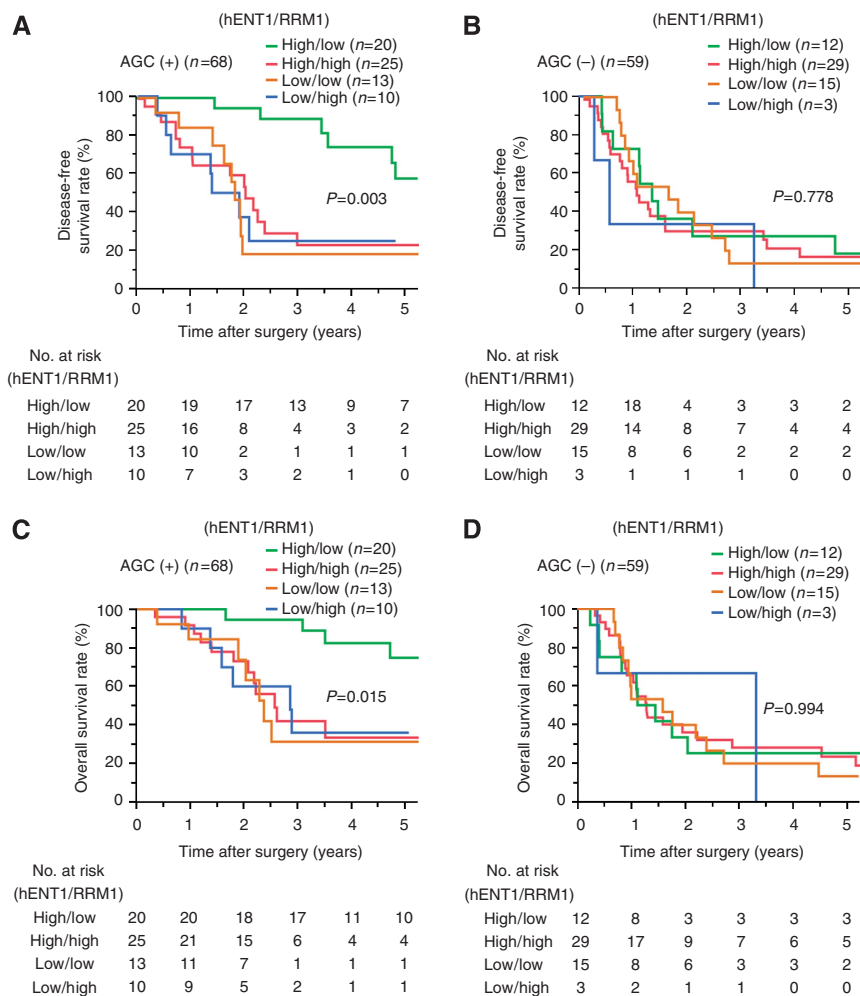 A
(hENT1/RRM1)
AGC (+) (n=68)
High/low (n=20)
High/high (n=25)
Low/low (n=13)
Low/high (n=10)
Disease-free
survival rate (%)
100
80
60
40
20
0
P=0.003
0 1 2 3 4 5
Time after surgery (years)
No. at risk
(hENT1/RRM1)
High/low 20 19 17 13 9 7
High/high 25 16 8 4 3 2
Low/low 13 10 2 1 1 1
Low/high 10 7 3 2 1 0
B
(hENT1/RRM1)
AGC (–) (n=59)
High/low (n=12)
High/high (n=29)
Low/low (n=15)
Low/high (n=3)
Disease-free
survival rate (%)
100
80
60
40
20
0
P=0.778
0 1 2 3 4 5
Time after surgery (years)
No. at risk
(hENT1/RRM1)
High/low 12 18 4 3 3 2
High/high 29 14 8 7 4 4
Low/low 15 8 6 2 2 2
Low/high 3 1 1 1 0 0
C
(hENT1/RRM1)
AGC (+) (n=68)
High/low (n=20)
High/high (n=25)
Low/low (n=13)
Low/high (n=10)
Overall survival rate (%)
100
80
60
40
20
0
P=0.015
0 1 2 3 4 5
Time after surgery (years)
No. at risk
(hENT1/RRM1)
High/low 20 20 18 17 11 10
High/high 25 21 15 6 4 4
Low/low 13 11 7 1 1 1
Low/high 10 9 5 2 1 1
D
(hENT1/RRM1)
AGC (–) (n=59)
High/low (n=12)
High/high (n=29)
Low/low (n=15)
Low/high (n=3)
Overall survival rate (%)
100
80
60
40
20
0
P=0.994
0 1 2 3 4 5
Time after surgery (years)
No. at risk
(hENT1/RRM1)
High/low 12 8 3 3 3 3
High/high 29 17 9 7 6 5
Low/low 15 8 6 3 3 2
Low/high 3 2 1 1 0 0